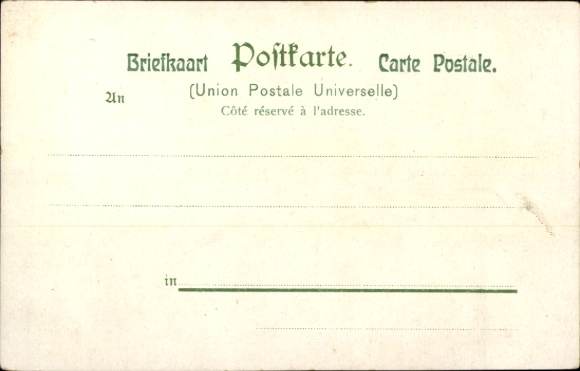 Briefkaart Poſtkarte. Carte Postale.
(Union Postale Universelle)
An
Côté réservé à l'adresse.
in